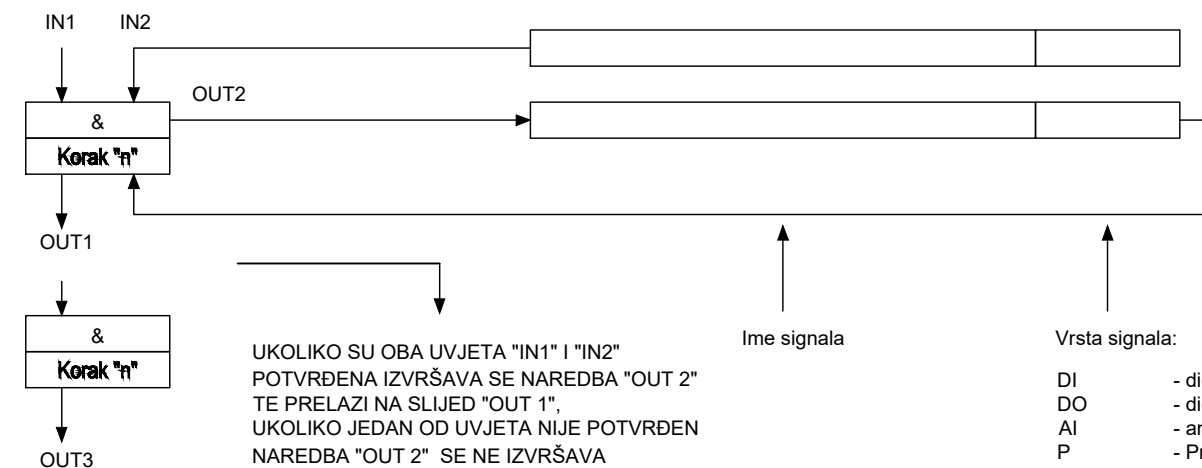 IN1 IN2
OUT2
&
Korak "n"
OUT1
&
Korak "n"
OUT3
UKOLIKO SU OBA UVJETA "IN1" I "IN2"
POTVRĐENA IZVRŠAVA SE NAREDBA "OUT 2"
TE PRELAZI NA SLIJED "OUT 1",
UKOLIKO JEDAN OD UVJETA NIJE POTVRĐEN
NAREDBA "OUT 2" SE NE IZVRŠAVA
Ime signala
Vrsta signala:
DI -
DO -
AI -
P -